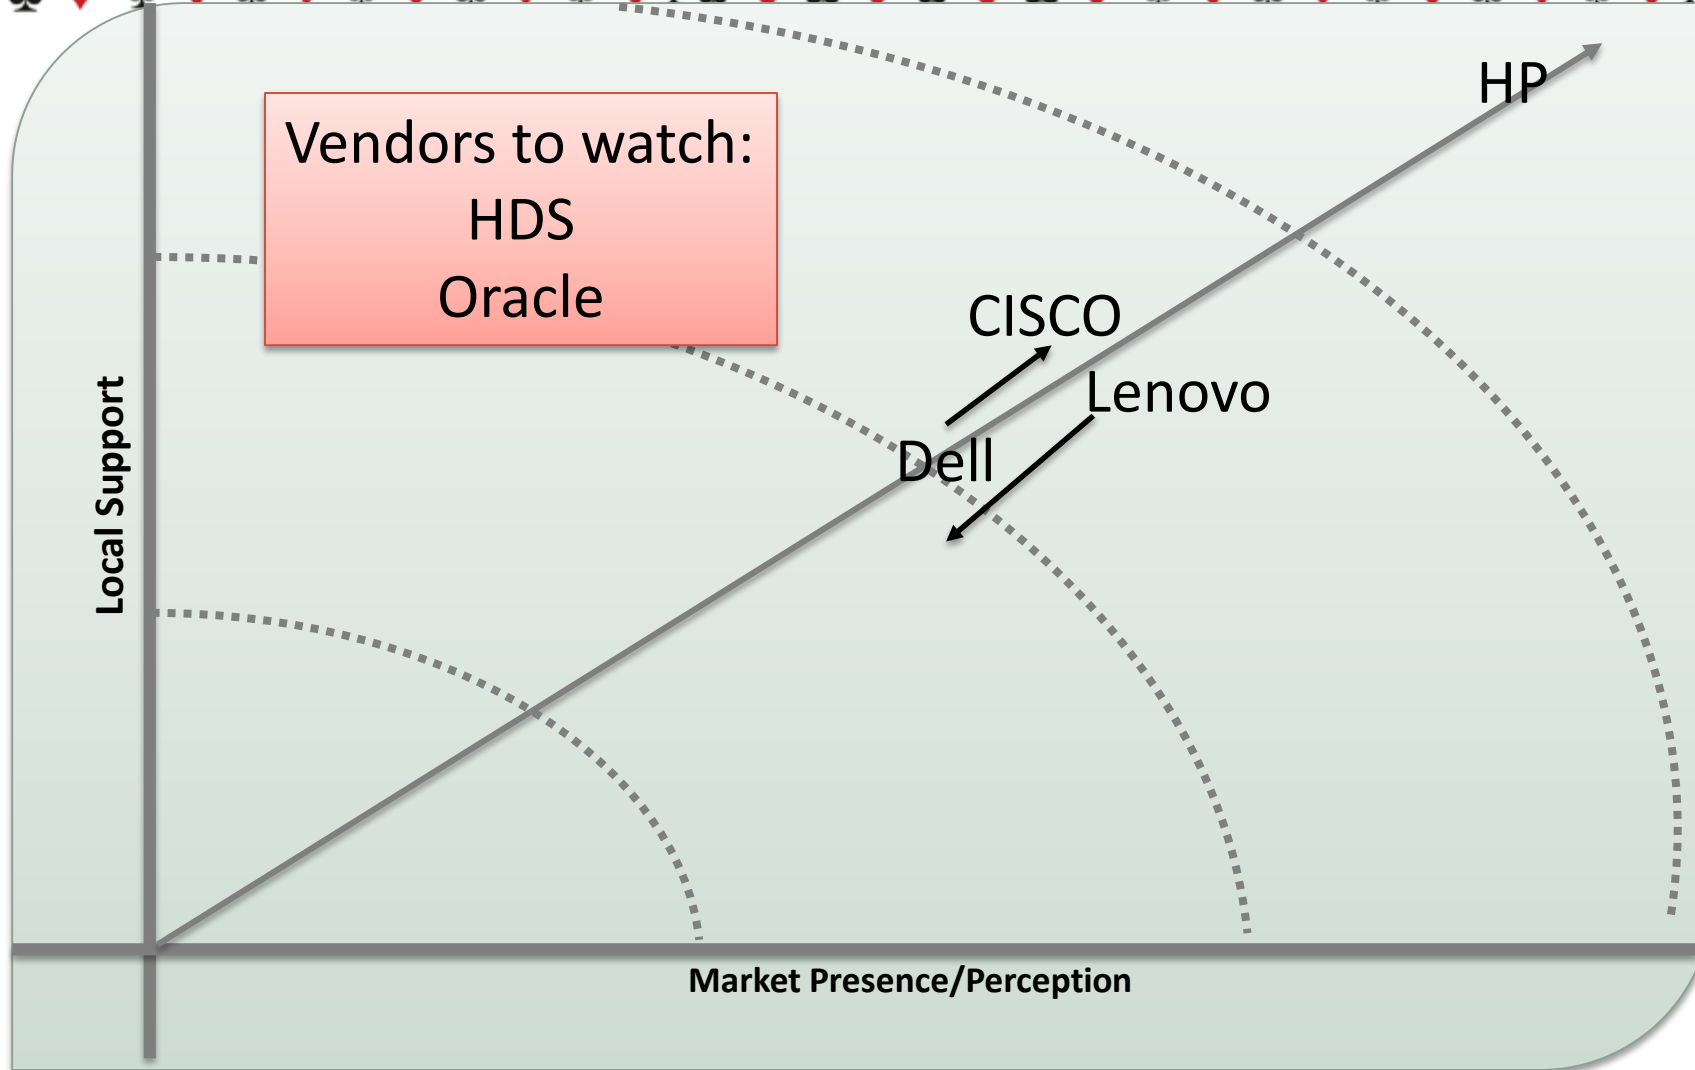 HP
Vendors to watch:
HDS
Oracle
CISCO
Lenovo
Dell
Local Support
Market Presence/Perception